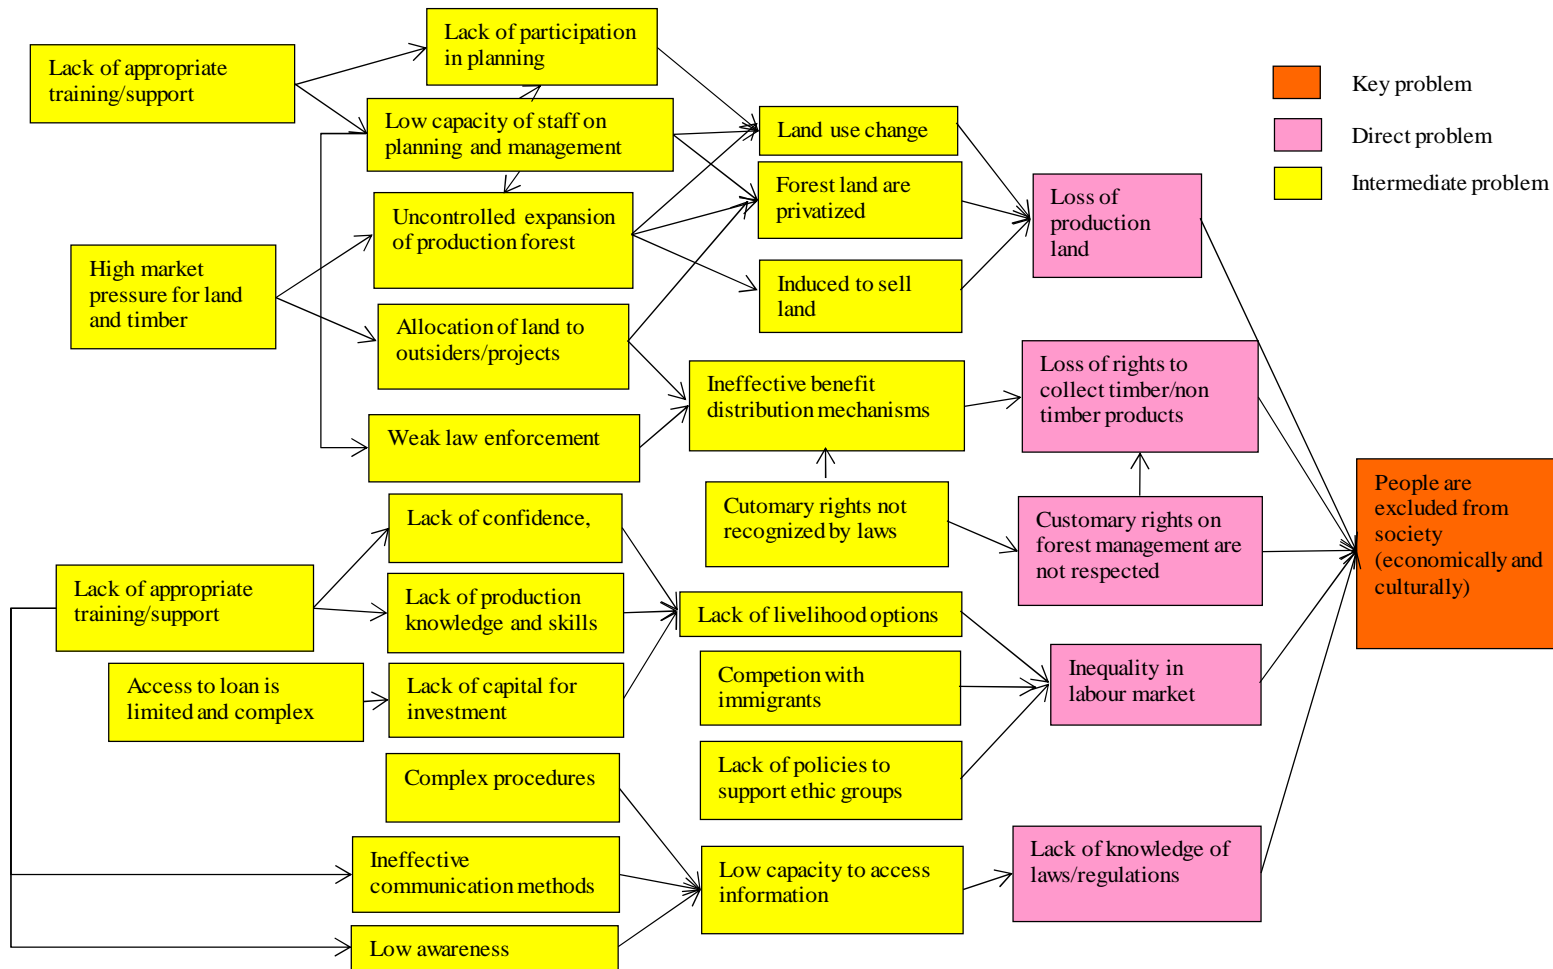 Lack of appropriate
training/support
Lack of participation
in planning
Low capacity of staff on
planning and management
Uncontrolled expansion
of production forest
High market
pressure for land
and timber
Allocation of land to
outsiders/projects
Weak law enforcement
Land use change
Forest land are
privatized
Induced to sell
land
Ineffective benefit
distribution mechanisms
Cutomary rights not
recognized by laws
Loss of
production
land
Loss of rights to
collect timber/non
timber products
Customary rights on
forest management are
not respected
Key problem
Direct problem
Intermediate problem
People are
excluded from
society
(economically and
culturally)
Lack of appropriate
training/support
Lack of confidence,
Lack of production
knowledge and skills
Access to loan is
limited and complex
Lack of capital for
investment
Complex procedures
Ineffective
communication methods
Low awareness
Lack of livelihood options
Competion with
immigrants
Lack of policies to
support ethic groups
Low capacity to access
information
Inequality in
labour market
Lack of knowledge of
laws/regulations